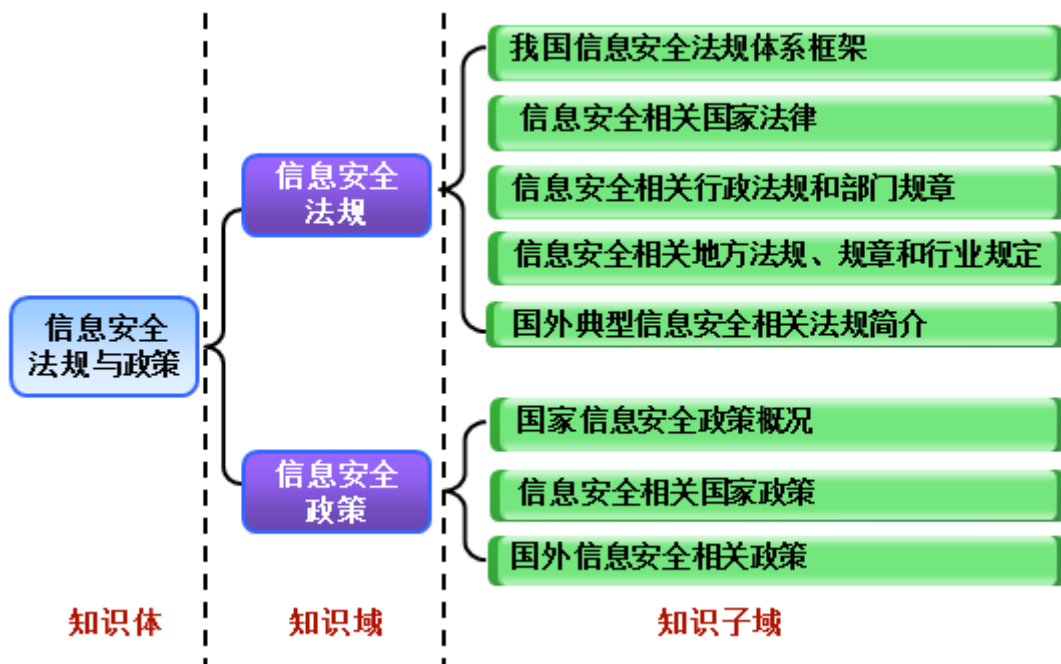 我国信息安全法规体系框架
信息安全相关国家法律
信息安全
法规
信息安全相关行政法规和部门规章
信息安全相关地方法规、规章和行业规定
国外典型信息安全相关法规简介
信息安全
法规与政策
国家信息安全政策概况
信息安全
政策
信息安全相关国家政策
国外信息安全相关政策
知识体
知识域
知识子域